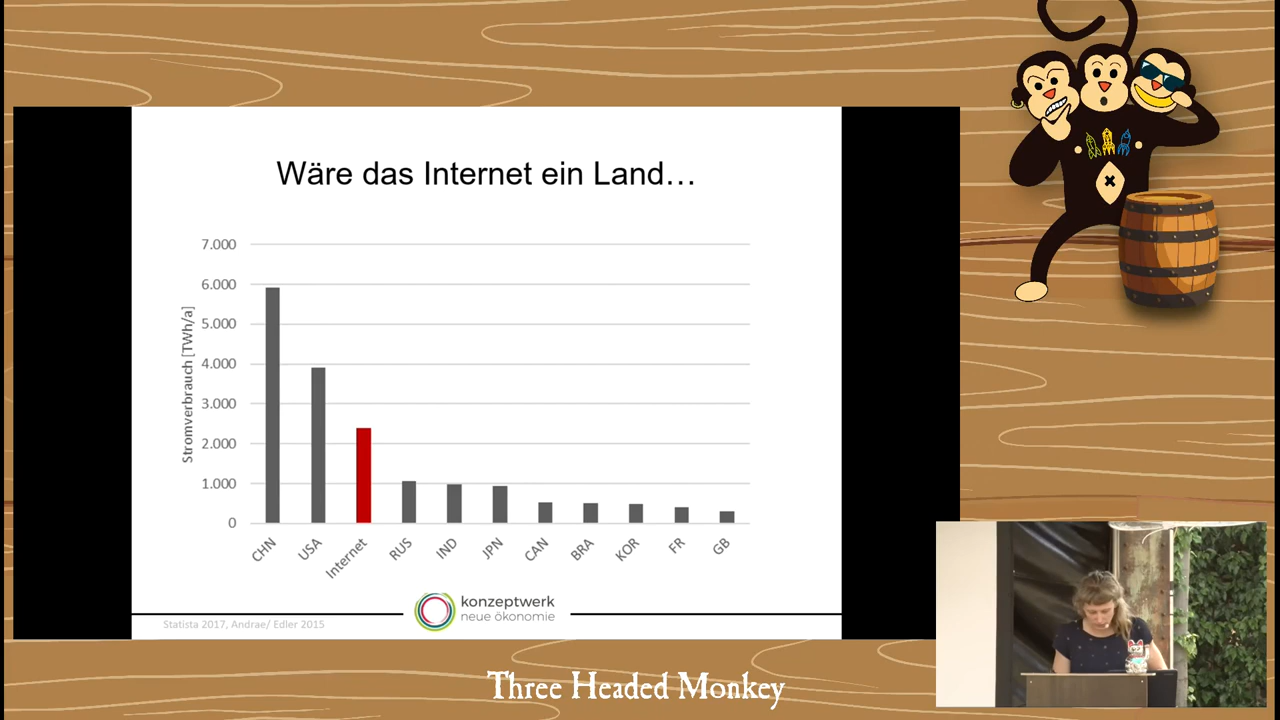 Wäre das Internet ein Land…
Stromverbrauch [TWh/a]
7.000
6.000
5.000
4.000
3.000
2.000
1.000
0
CHN
USA
Internet
RUS
IND
JPN
CAN
BRA
KOR
FR
GB
konzeptwerk
neue ökonomie
Statista 2017, Andrae/ Edler 2015
Three Headed Monkey